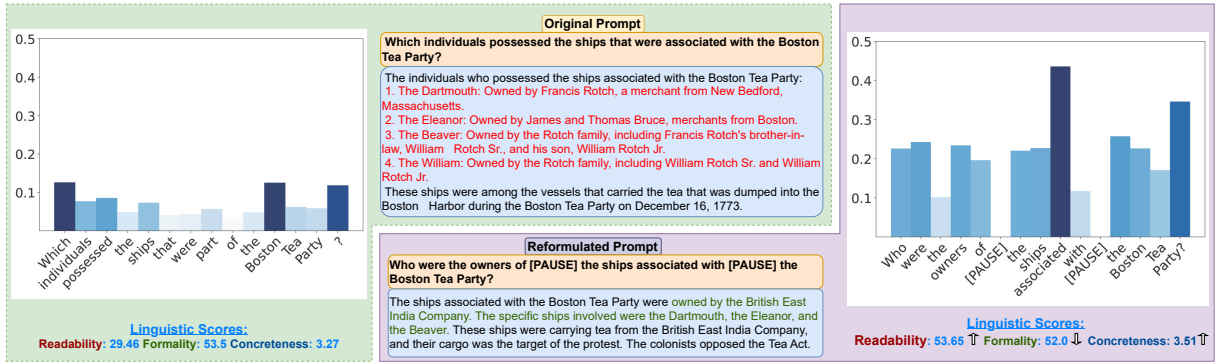 0.5
0.4
0.3
0.2
0.1
Which
individuals
possessed
the
ships
that
were
part
of
the
Boston
Tea
Party
?
Linguistic Scores:
Readability: 29.46 Formality: 53.5 Concreteness: 3.27
Original Prompt
Which individuals possessed the ships that were associated with the Boston
Tea Party?
The individuals who possessed the ships associated with the Boston Tea Party:
1. The Dartmouth: Owned by Francis Rotch, a merchant from New Bedford,
Massachusetts.
2. The Eleanor: Owned by James and Thomas Bruce, merchants from Boston.
3. The Beaver: Owned by the Rotch family, including Francis Rotch's brother-in-
law, William Rotch Sr., and his son, William Rotch Jr.
4. The William: Owned by the Rotch family, including William Rotch Sr. and William
Rotch Jr.
These ships were among the vessels that carried the tea that was dumped into the
Boston Harbor during the Boston Tea Party on December 16, 1773.
Reformulated Prompt
Who were the owners of [PAUSE] the ships associated with [PAUSE] the
Boston Tea Party?
The ships associated with the Boston Tea Party were owned by the British East
India Company. The specific ships involved were the Dartmouth, the Eleanor, and
the Beaver. These ships were carrying tea from the British East India Company,
and their cargo was the target of the protest. The colonists opposed the Tea Act.
0.5
0.4
0.3
0.2
0.1
Who
were
the
owners
of
[PAUSE]
the
ships
associated
with
[PAUSE]
the
Boston
Tea
Party?
Linguistic Scores:
Readability: 53.65 ⇑ Formality: 52.0 ⇓ Concreteness: 3.51 ⇑